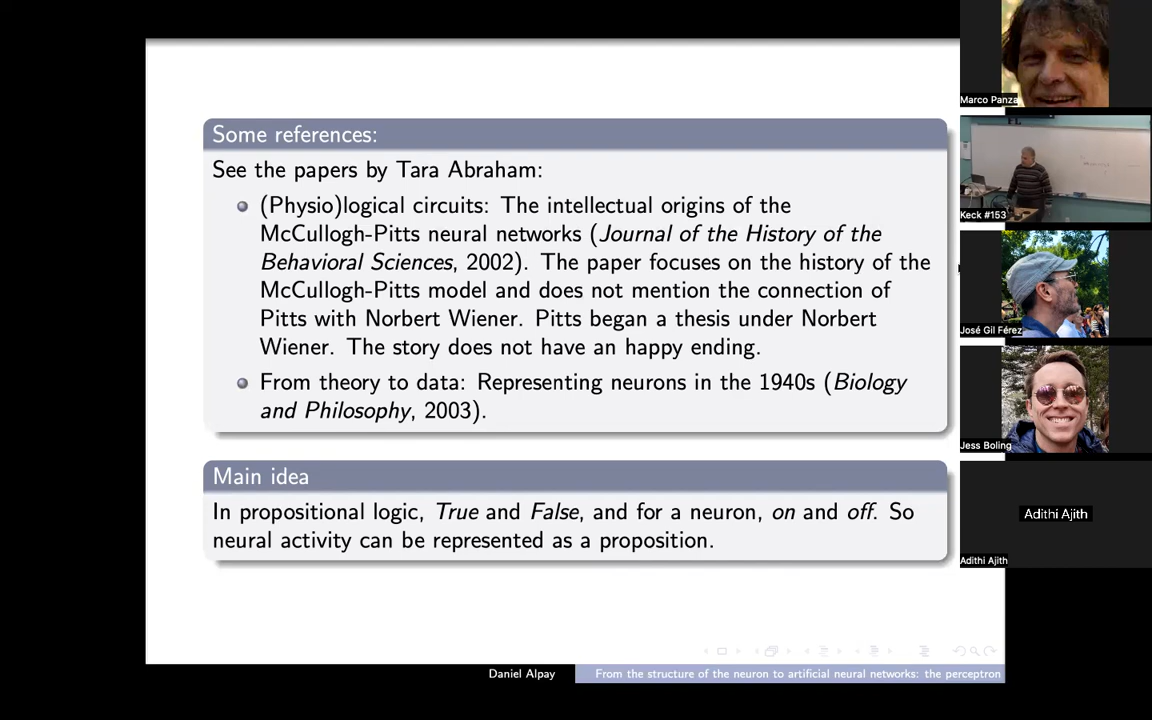 Some references:
See the papers by Tara Abraham:
(Physio)logical circuits: The intellectual origins of the
McCullogh-Pitts neural networks (Journal of the History of the
Behavioral Sciences, 2002). The paper focuses on the history of the
McCullogh-Pitts model and does not mention the connection of
Pitts with Norbert Wiener. Pitts began a thesis under Norbert
Wiener. The story does not have an happy ending.
From theory to data: Representing neurons in the 1940s (Biology
and Philosophy, 2003).
Main idea
In propositional logic, True and False, and for a neuron, on and off. So
neural activity can be represented as a proposition.
Daniel Alpay
From the structure of the neuron to artificial neural networks: the perceptron
Marco Panza
Keck #153
José Gil Férez
Jess Boling
Adithi Ajith
Adithi Ajith